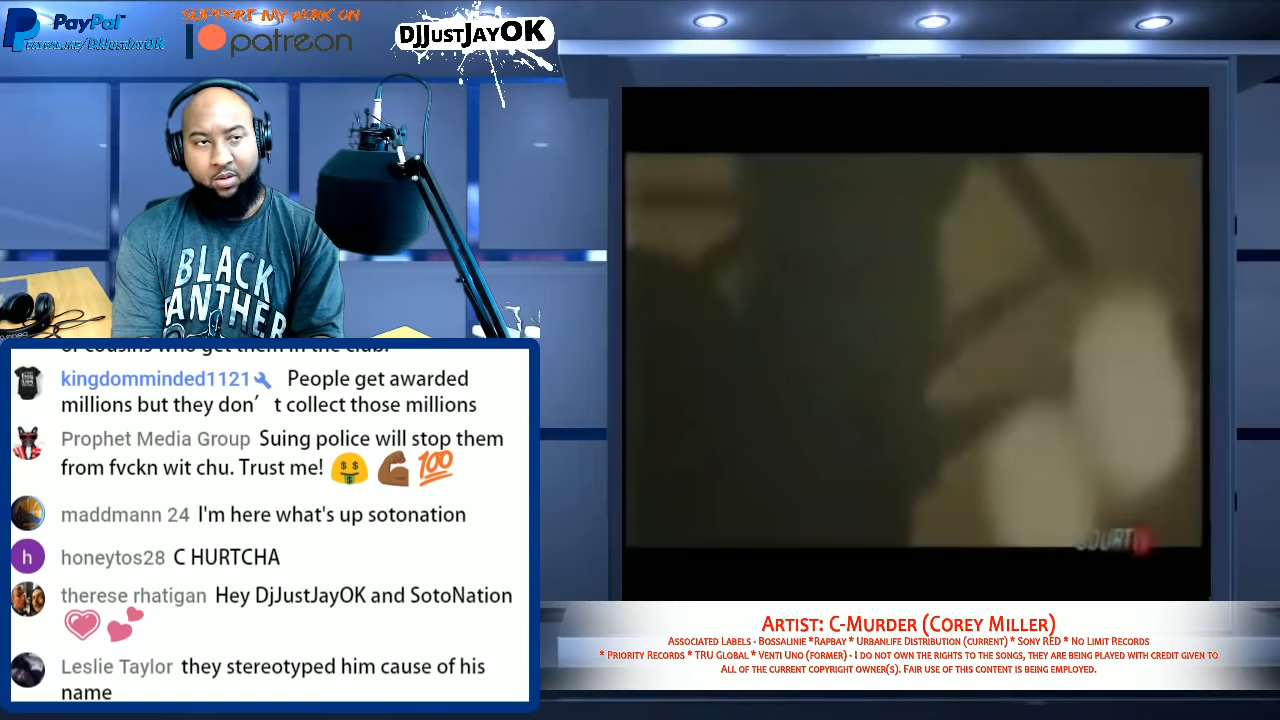 PayPal™
SUPPORT MY WORK ON
patreon
DJJustJayOK
BLACK
PANTHER
kingdomminded1121 People get awarded
millions but they don’t collect those millions
Prophet Media Group Suing police will stop them
from fvckn wit chu. Trust me! 🤑 💪🏾 💯
maddmann 24 I'm here what's up sotonation
h
honeytos28 C HURTCHA
therese rhatigan Hey DjJustJayOK and SotoNation
💗 💕
Leslie Taylor they stereotyped him cause of his
name
COURT
Artist: C-Murder (Corey Miller)
Associated Labels - Bossalinie *Rapbay * Urbanlife Distribution (current) * Sony RED * No Limit Records
* Priority Records * TRU Global * Venti Uno (Former) - I do not own the rights to the songs, they are being played with credit given to
all of the current copyright owner(s). Fair use of this content is being employed.